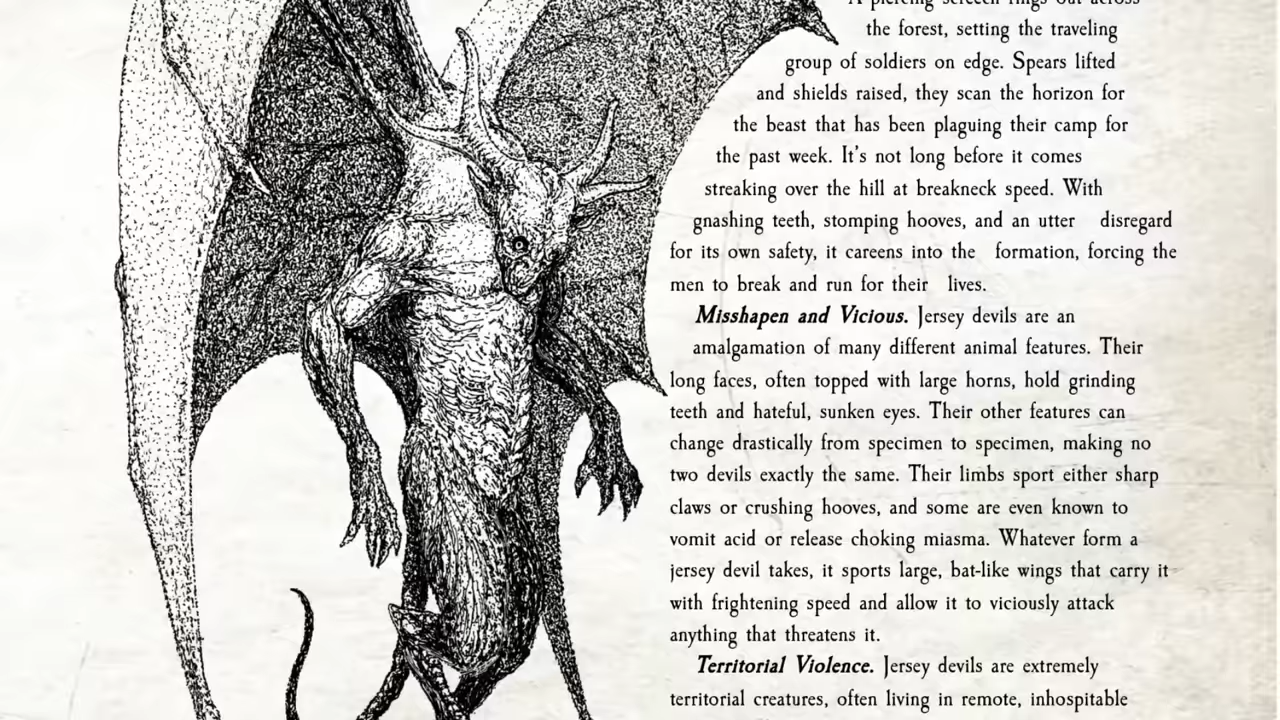 A piercing screech rings out across
the forest, setting the traveling
group of soldiers on edge. Spears lifted
and shields raised, they scan the horizon for
the beast that has been plaguing their camp for
the past week. It's not long before it comes
streaking over the hill at breakneck speed. With
gnashing teeth, stomping hooves, and an utter disregard
for its own safety, it careens into the formation, forcing the
men to break and run for their lives.
Misshapen and Vicious. Jersey devils are an
amalgamation of many different animal features. Their
long faces, often topped with large horns, hold grinding
teeth and hateful, sunken eyes. Their other features can
change drastically from specimen to specimen, making no
two devils exactly the same. Their limbs sport either sharp
claws or crushing hooves, and some are even known to
vomit acid or release choking miasma. Whatever form a
jersey devil takes, it sports large, bat-like wings that carry it
with frightening speed and allow it to viciously attack
anything that threatens it.
Territorial Violence. Jersey devils are extremely
territorial creatures, often living in remote, inhospitable